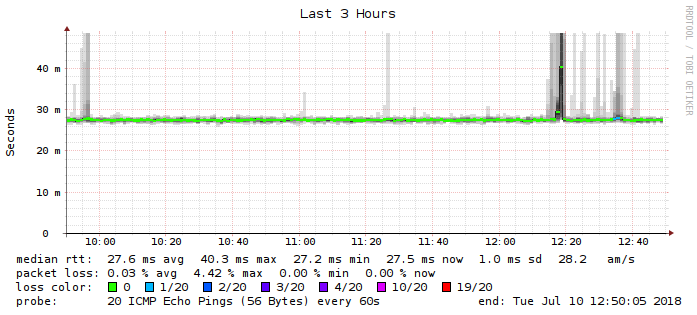 Last 3 Hours
RRDTOOL / TOBI OETIKER
Seconds
40 m
30 m
20 m
10 m
0
10:00 10:20 10:40 11:00 11:20 11:40 12:00 12:20 12:40
median rtt: 27.6 ms avg 40.3 ms max 27.2 ms min 27.5 ms now 1.0 ms sd 28.2 am/s
packet loss: 0.03 % avg 4.42 % max 0.00 % min 0.00 % now
loss color: 0 1/20 2/20 3/20 4/20 10/20 19/20
probe: 20 ICMP Echo Pings (56 Bytes) every 60s end: Tue Jul 10 12:50:05 2018